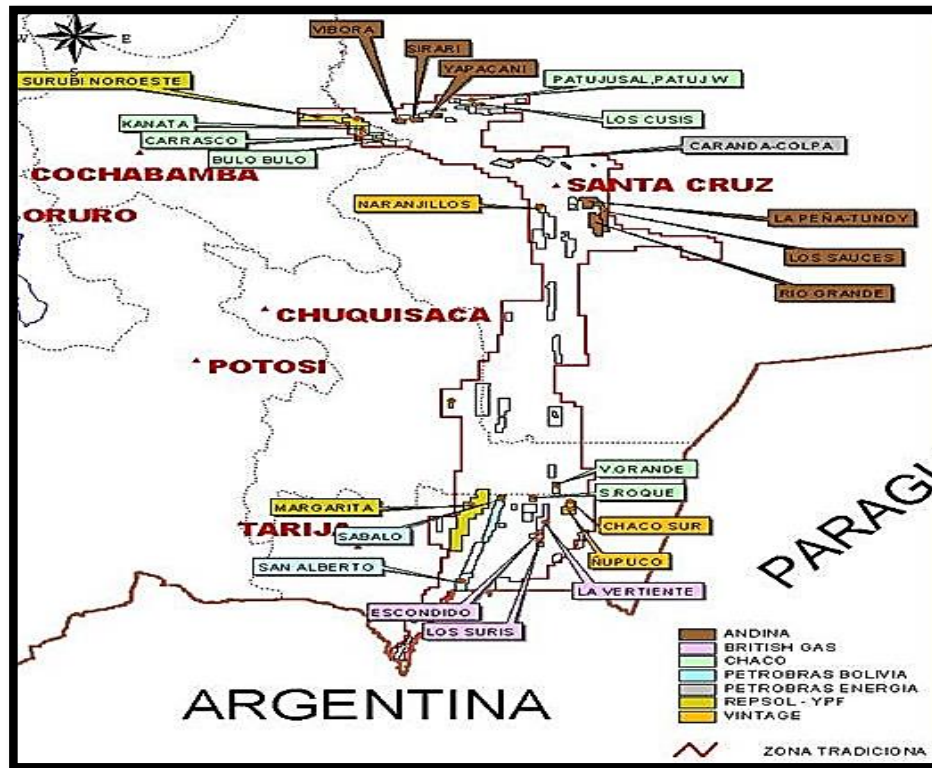 N
W E
S
VIBORA
SIRARI
YAPACANI
SURUBI NOROESTE
PATUJUSAL,PATUJ W
KANATA
LOS CUSIS
CARRASCO
BULO BULO
CARANDA-COLPA
COCHABAMBA
SANTA CRUZ
ORURO
NARANJILLOS
LA PEÑA-TUNDY
LOS SAUCES
RIO GRANDE
CHUQUISACA
POTOSI
V.GRANDE
S.ROQUE
MARGARITA
CHACO SUR
TARIJA
SABALO
ÑUPUCO
SAN ALBERTO
LA VERTIENTE
ESCONDIDO
LOS SURIS
PARAGU
ARGENTINA
ANDINA
BRITISH GAS
CHACO
PETROBRAS BOLIVIA
PETROBRAS ENERGIA
REPSOL - YPF
VINTAGE
ZONA TRADICIONA